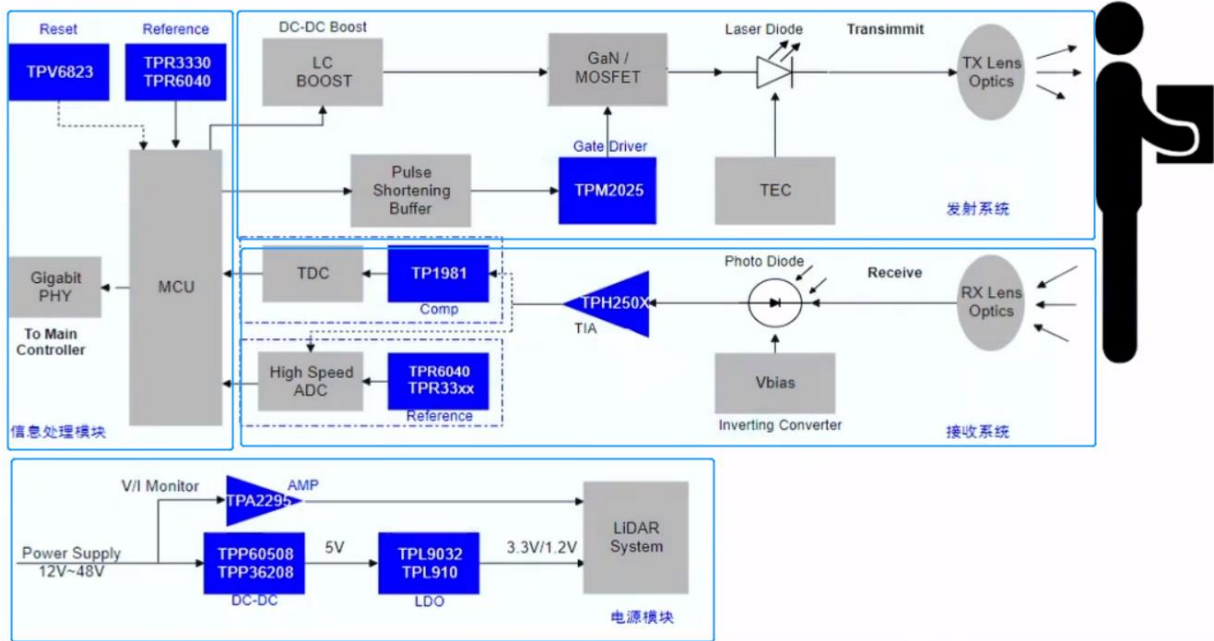 Reset
Reference
TPV6823
TPR3330
TPR6040
MCU
Gigabit
PHY
To Main
Controller
信息处理模块
DC-DC Boost
LC
BOOST
GaN /
MOSFET
Laser Diode
Transimmit
TX Lens
Optics
Pulse
Shortening
Buffer
Gate Driver
TPM2025
TEC
发射系统
TDC
TP1981
Comp
High Speed
ADC
TPR6040
TPR33xx
Reference
TPH250X
TIA
Photo Diode
Receive
RX Lens
Optics
Vbias
Inverting Converter
接收系统
V/I Monitor
TPA2295
AMP
Power Supply
12V~48V
TPP60508
TPP36208
DC-DC
5V
TPL9032
TPL910
LDO
3.3V/1.2V
LiDAR
System
电源模块